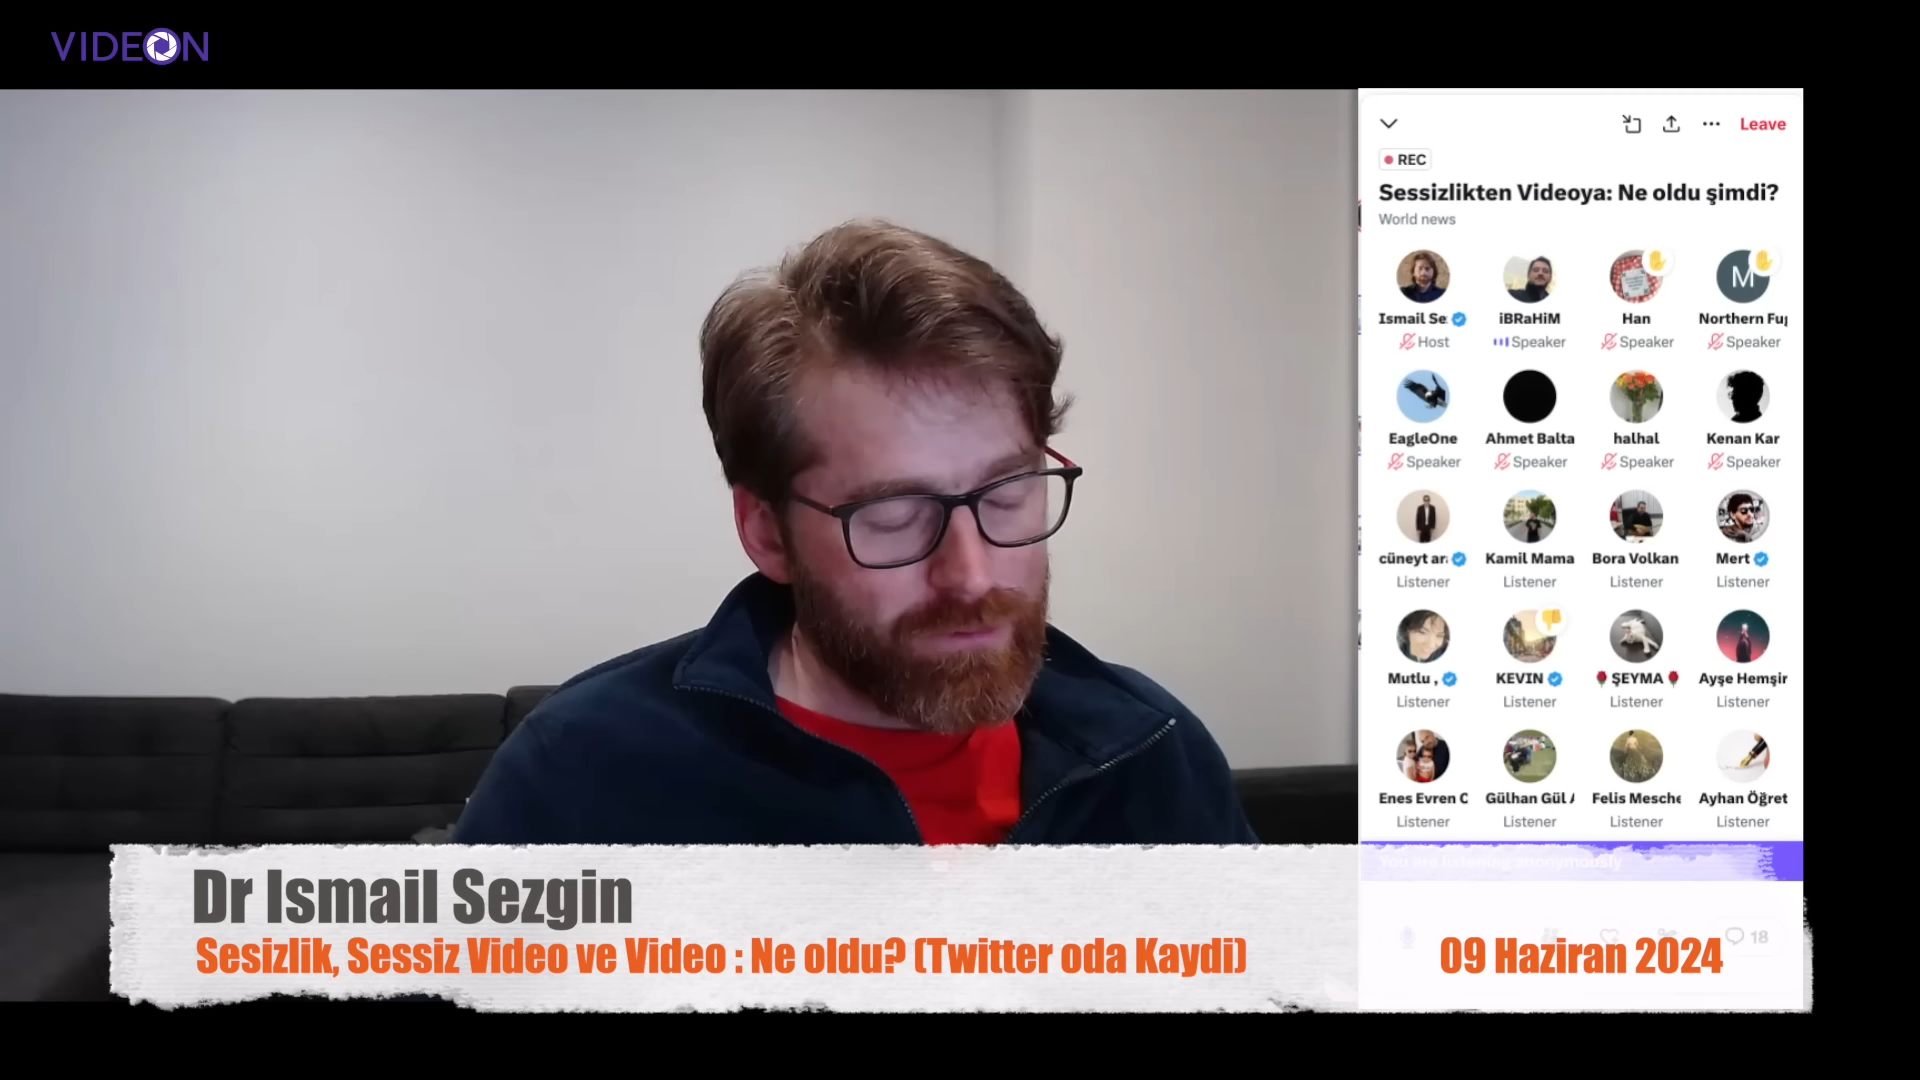 VIDEON
Leave
REC
Sessizlikten Videoya: Ne oldu şimdi?
World news
M
Ismail Se iBRaHiM Han Northern Fu
Host Speaker Speaker Speaker
EagleOne Ahmet Balta halhal Kenan Kar
Speaker Speaker Speaker Speaker
cüneyt ar Kamil Mama Bora Volkan Mert
Listener Listener Listener Listener
Mutlu , KEVIN ŞEYMA Ayşe Hemşir
Listener Listener Listener Listener
Enes Evren Gülhan Gül Felis Mesche Ayhan Öğret
Listener Listener Listener Listener
You are listening anonymously
18
Dr Ismail Sezgin
Sesizlik, Sessiz Video ve Video : Ne oldu? (Twitter oda Kaydi) 09 Haziran 2024